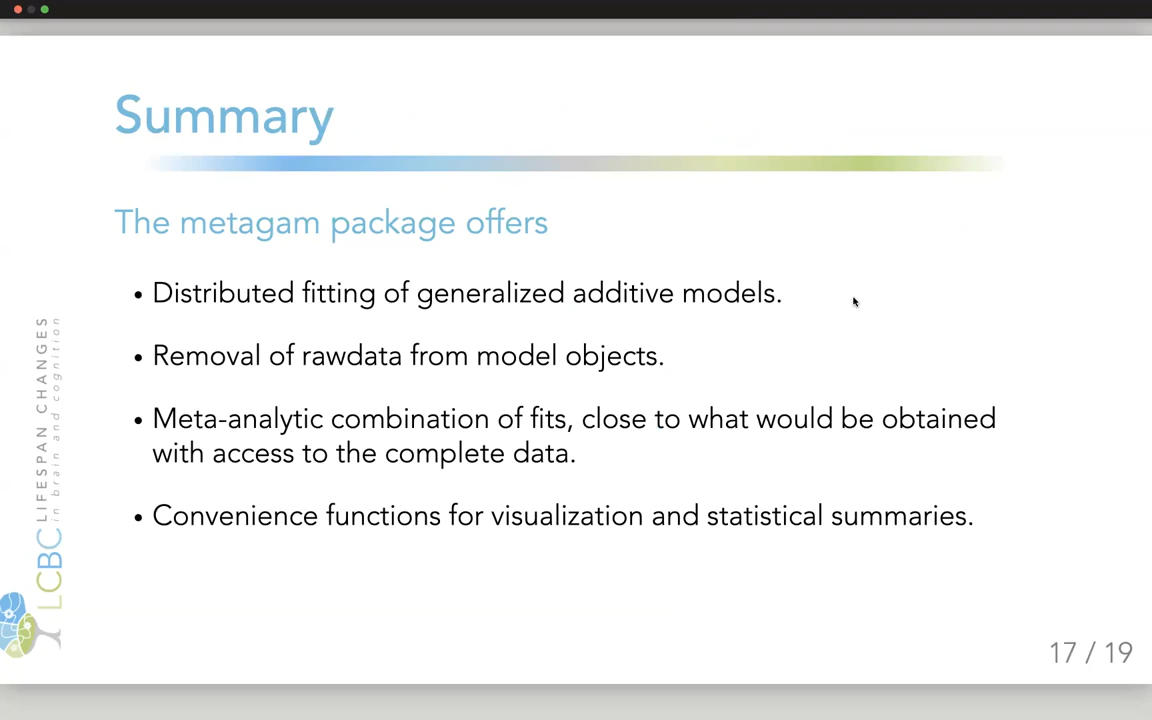 Summary
The metagam package offers
• Distributed fitting of generalized additive models.
• Removal of rawdata from model objects.
• Meta-analytic combination of fits, close to what would be obtained
with access to the complete data.
• Convenience functions for visualization and statistical summaries.
LCBC LIFESPAN CHANGES
in brain and cognition
17 / 19